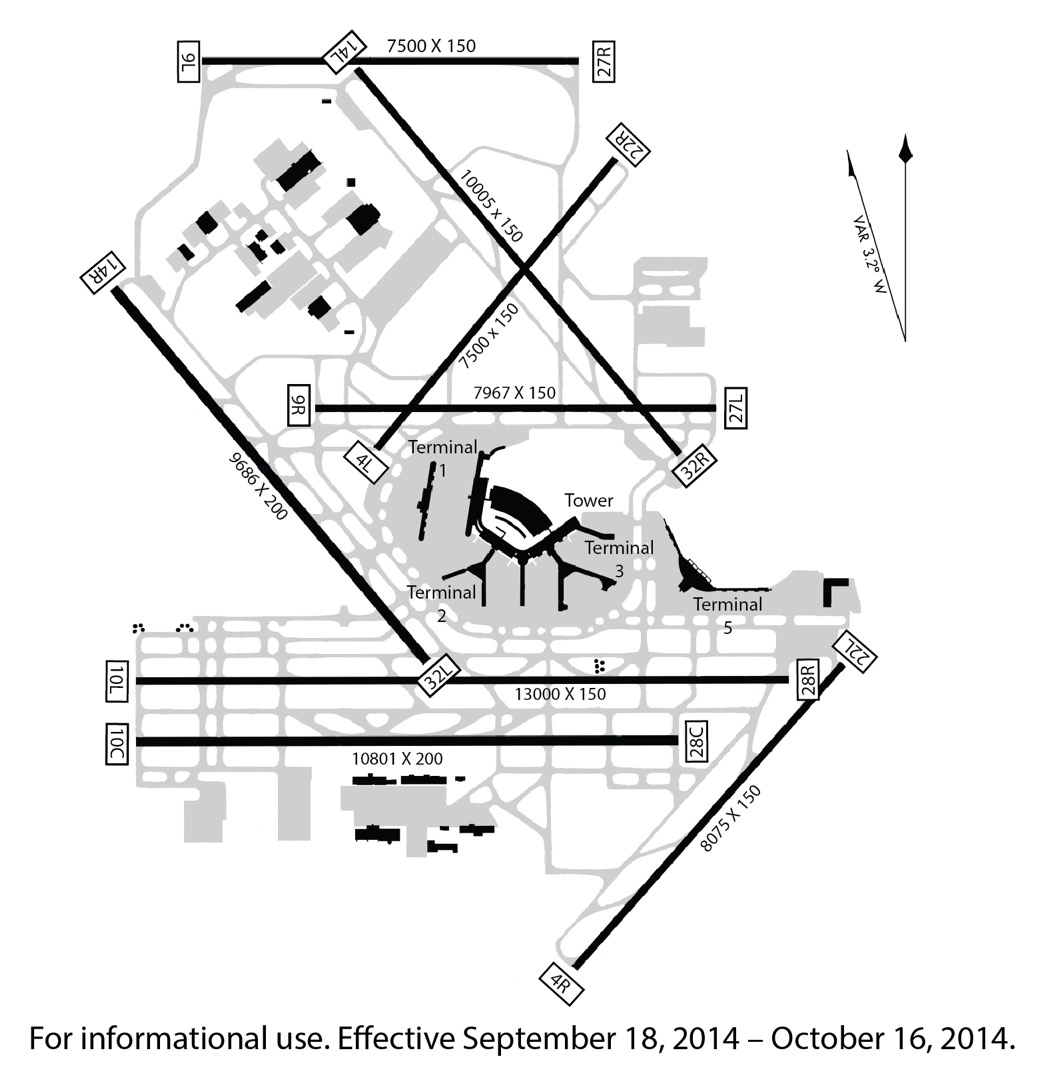 9L
14L
7500 X 150
27R
22R
10005 x 150
VAR 3.2° W
14R
7500 x 150
9R
7967 X 150
27L
4L
Terminal
1
32R
9686 X 200
Tower
Terminal
3
Terminal
2
Terminal
5
22L
10L
32L
28R
13000 X 150
10C
28C
10801 X 200
8075 X 150
4R
For informational use. Effective September 18, 2014 – October 16, 2014.